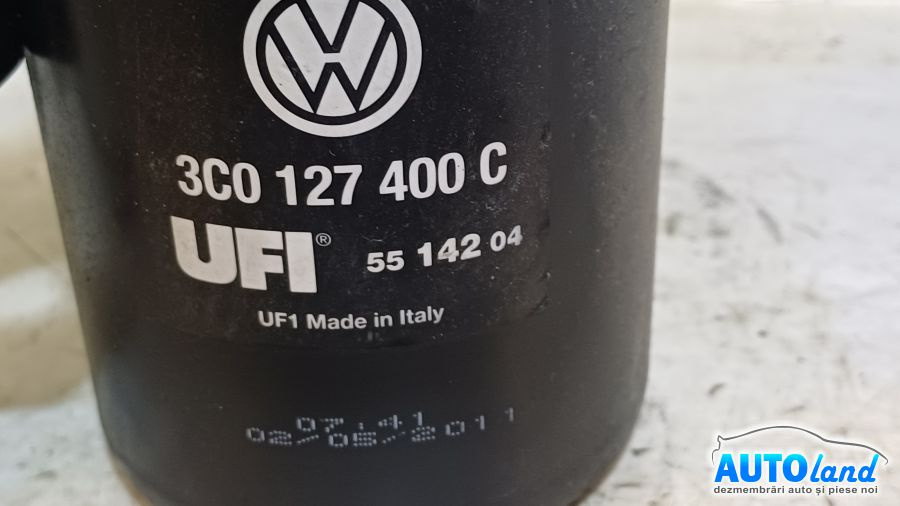 3C0 127 400 C
UFI® 55 142 04
UF1 Made in Italy
07.41
02/05/2011
AUTOland
dezmembrări auto și piese noi